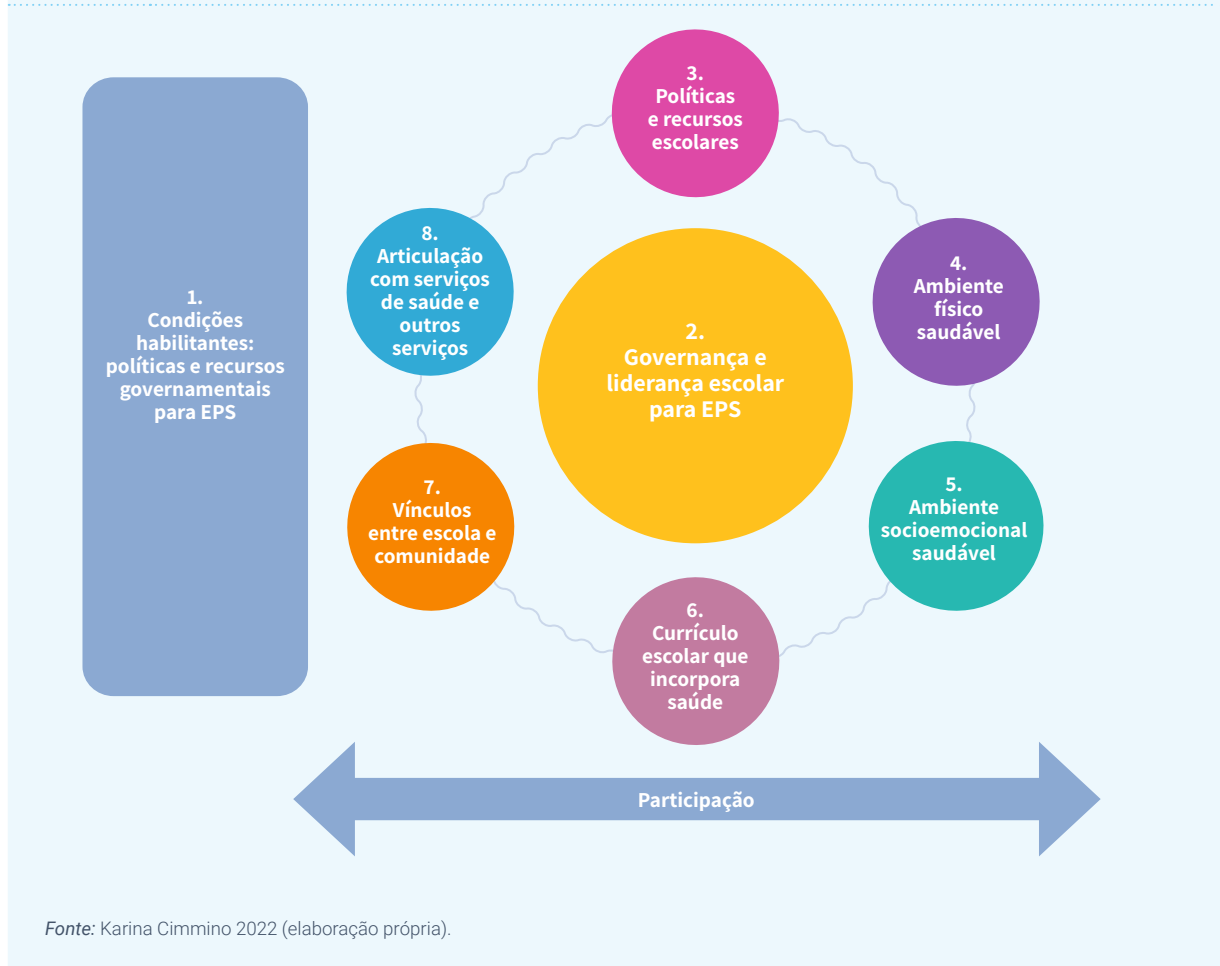 1.
Condições
habilitantes:
políticas e recursos
governamentais
para EPS
2.
Governança e
liderança escolar
para EPS
3.
Políticas
e recursos
escolares
4.
Ambiente
físico
saudável
5.
Ambiente
socioemocional
saudável
6.
Currículo
escolar que
incorpora
saúde
7.
Vínculos
entre escola e
comunidade
8.
Articulação
com serviços
de saúde e
outros
serviços
Participação
Fonte: Karina Cimmino 2022 (elaboração própria).